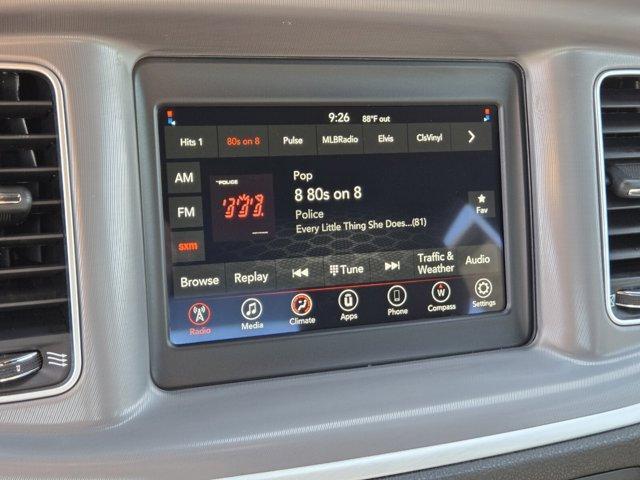 9:26 88°F out
Hits 1 80s on 8 Pulse MLBRadio Elvis ClsVinyl
AM
FM
sxm
POLICE
Pop
8 80s on 8
Police
Every Little Thing She Does...(81)
Fav
Browse Replay Tune Traffic & Weather Audio
Radio Media Climate Apps Phone W Compass Settings